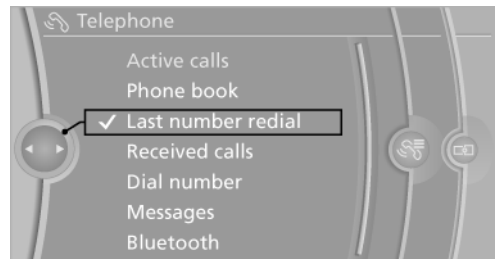 Telephone
Active calls
Phone book
Last number redial
Received calls
Dial number
Messages
Bluetooth